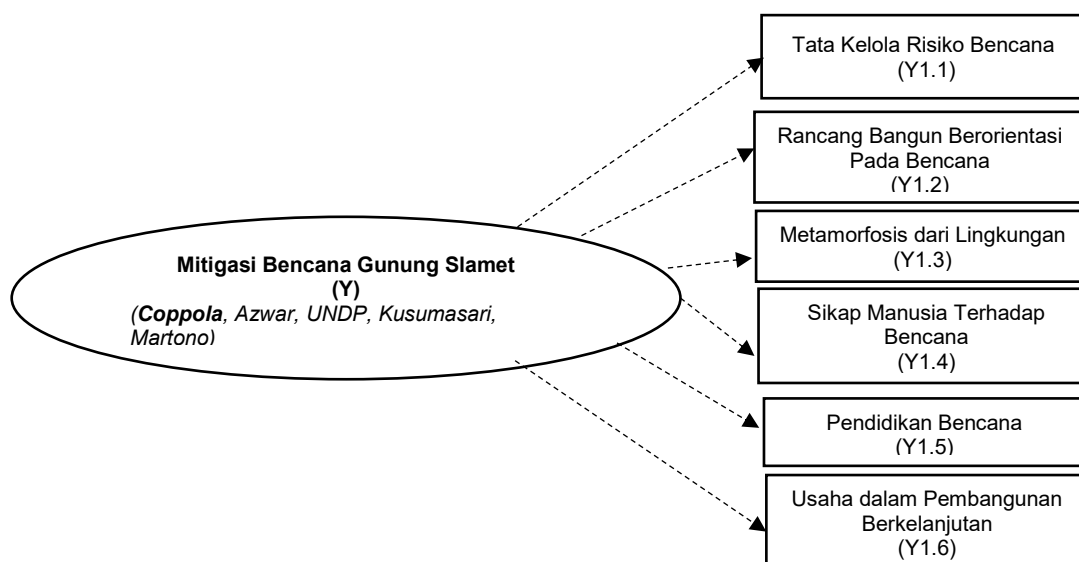 Tata Kelola Risiko Bencana
(Y1.1)
Rancang Bangun Berorientasi
Pada Bencana
(Y1.2)
Metamorfosis dari Lingkungan
(Y1.3)
Mitigasi Bencana Gunung Slamet
(Y)
(Coppola, Azwar, UNDP, Kusumasari,
Martono)
Sikap Manusia Terhadap
Bencana
(Y1.4)
Pendidikan Bencana
(Y1.5)
Usaha dalam Pembangunan
Berkelanjutan
(Y1.6)